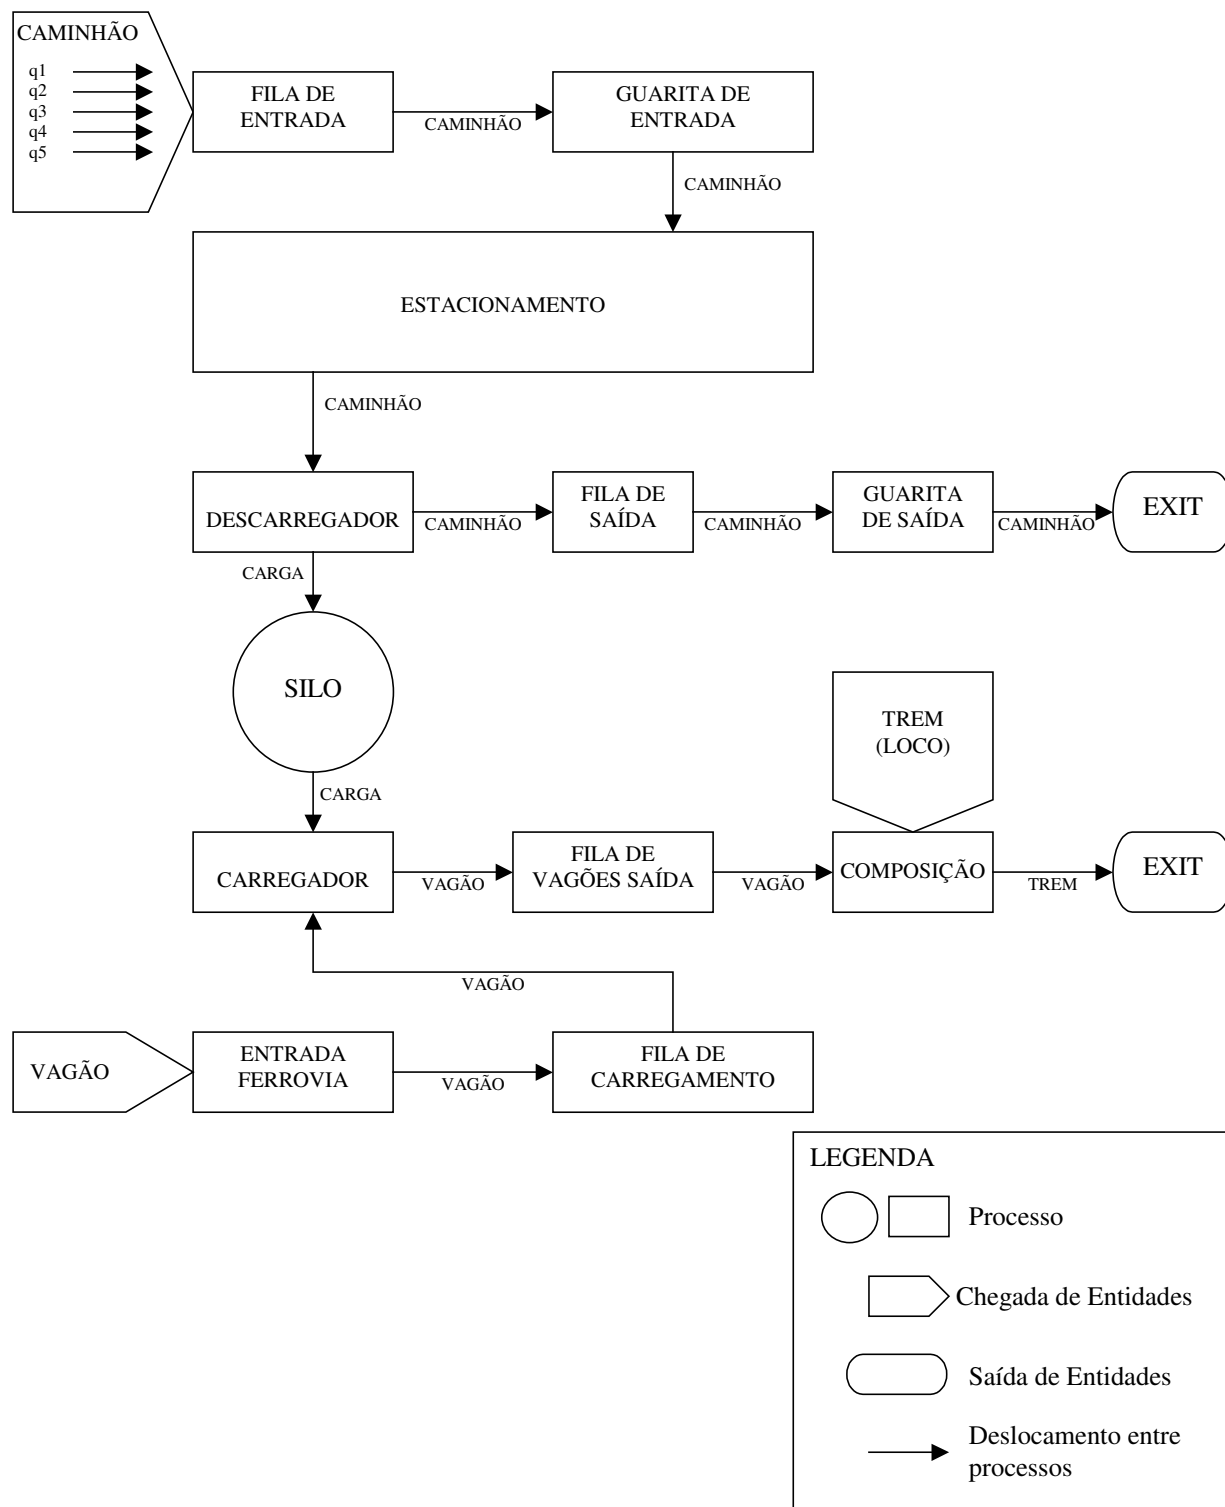 CAMINHÃO
q1
q2
q3
q4
q5
FILA DE
ENTRADA
CAMINHÃO
GUARITA DE
ENTRADA
CAMINHÃO
ESTACIONAMENTO
CAMINHÃO
DESCARREGADOR
CAMINHÃO
FILA DE
SAÍDA
CAMINHÃO
GUARITA
DE SAÍDA
CAMINHÃO
EXIT
CARGA
SILO
TREM
(LOCO)
CARGA
CARREGADOR
VAGÃO
FILA DE
VAGÕES SAÍDA
VAGÃO
COMPOSIÇÃO
TREM
EXIT
VAGÃO
VAGÃO
ENTRADA
FERROVIA
VAGÃO
FILA DE
CARREGAMENTO
LEGENDA
Processo
Chegada de Entidades
Saída de Entidades
Deslocamento entre
processos